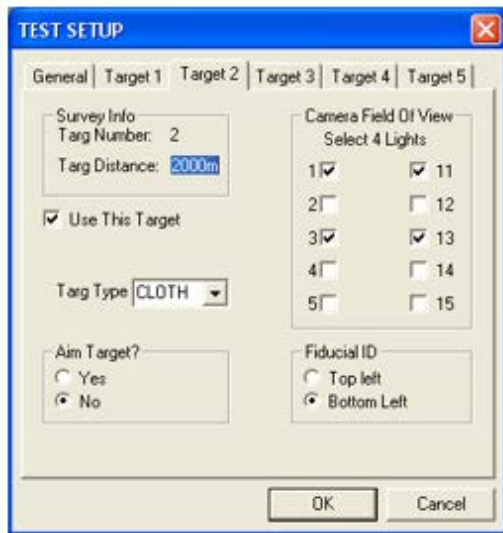 TEST SETUP
General Target 1 Target 2 Target 3 Target 4 Target 5
Survey Info
Targ Number: 2
Targ Distance: 2000m
Use This Target
Targ Type CLOTH
Aim Target?
Yes
No
Camera Field Of View
Select 4 Lights
1 11
2 12
3 13
4 14
5 15
Fiducial ID
Top left
Bottom Left
OK Cancel